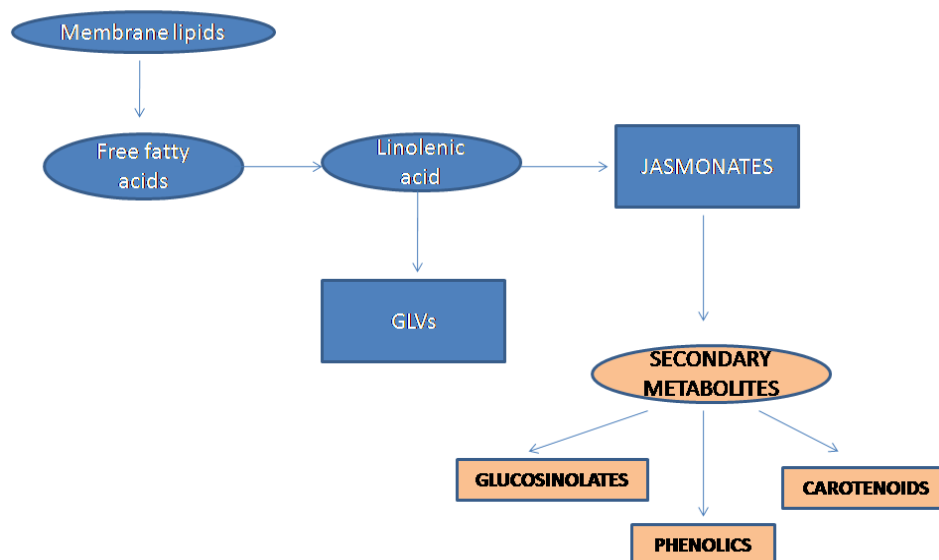 Membrane lipids
Free fatty
acids
Linolenic
acid
JASMONATES
GLVs
SECONDARY
METABOLITES
GLUCOSINOLATES
CAROTENOIDS
PHENOLICS